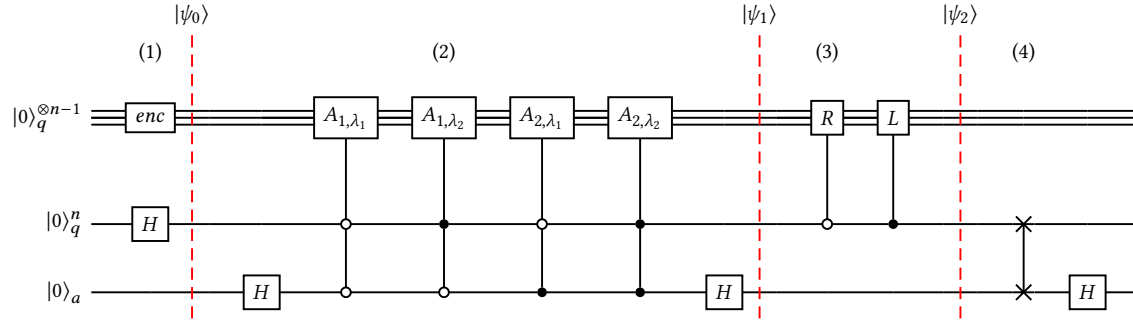 |ψ₀⟩ |ψ₁⟩ |ψ₂⟩
(1) (2) (3) (4)
|0⟩_q^{⊗n−1} enc A_{1,λ₁} A_{1,λ₂} A_{2,λ₁} A_{2,λ₂} R L
|0⟩_q^n H
|0⟩_a H H H